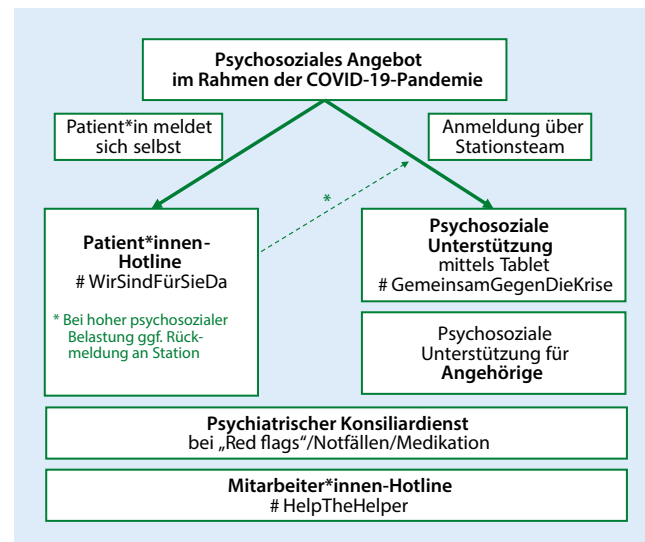 Psychosoziales Angebot
im Rahmen der COVID-19-Pandemie
Patient*in meldet
sich selbst
Anmeldung über
Stationsteam
*
Patient*innen-
Hotline
# WirSindFürSieDa
* Bei hoher psychosozialer
Belastung ggf. Rück-
meldung an Station
Psychosoziale
Unterstützung
mittels Tablet
# GemeinsamGegenDieKrise
Psychosoziale
Unterstützung für
Angehörige
Psychiatrischer Konsiliardienst
bei „Red flags“/Notfällen/Medikation
Mitarbeiter*innen-Hotline
# HelpTheHelper